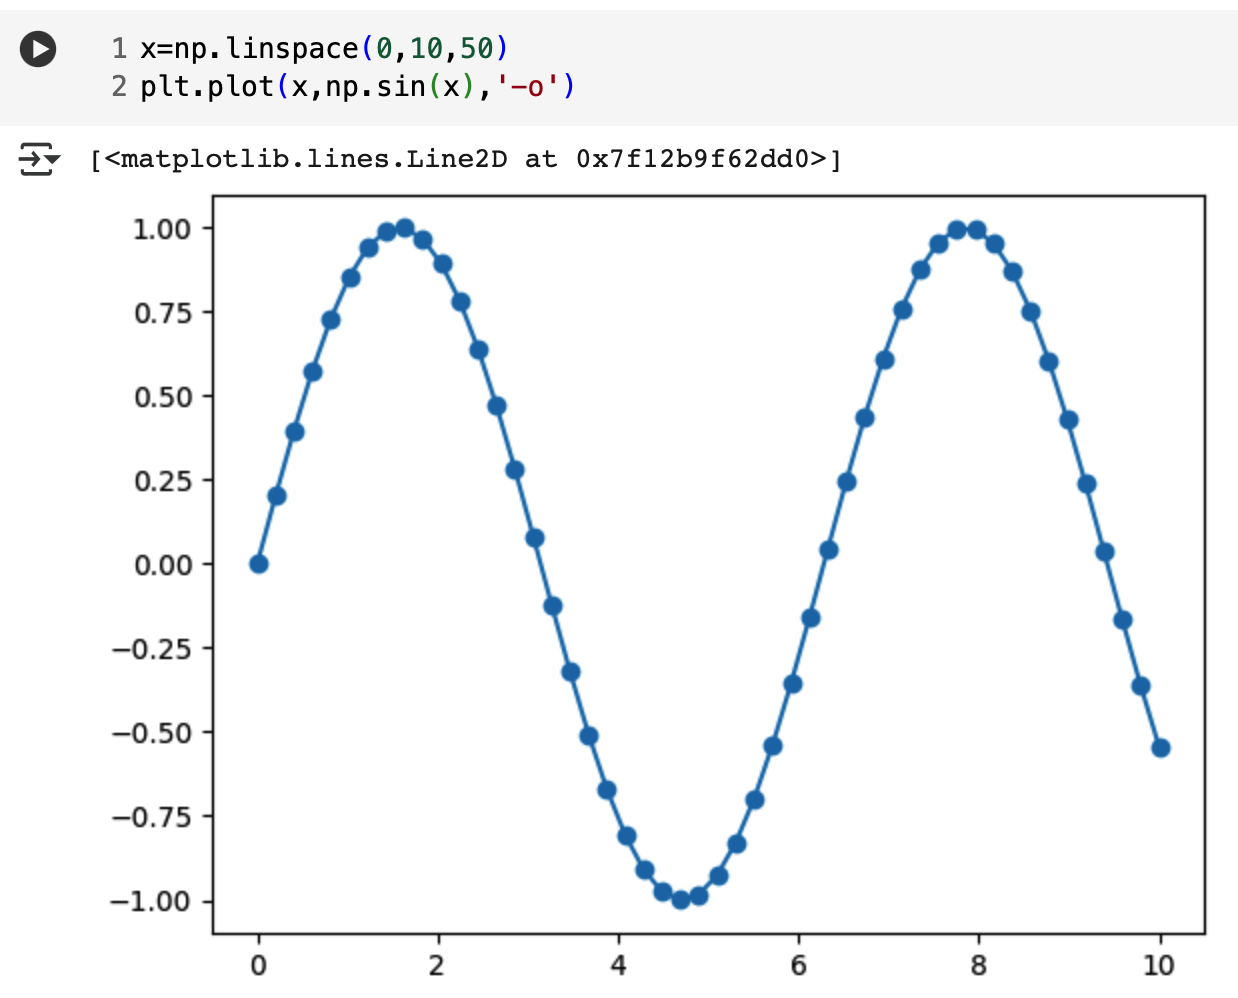 1 x=np.linspace(0,10,50)
2 plt.plot(x,np.sin(x),'-o')
[<matplotlib.lines.Line2D at 0x7f12b9f62dd0>]
1.00
0.75
0.50
0.25
0.00
−0.25
−0.50
−0.75
−1.00
0 2 4 6 8 10